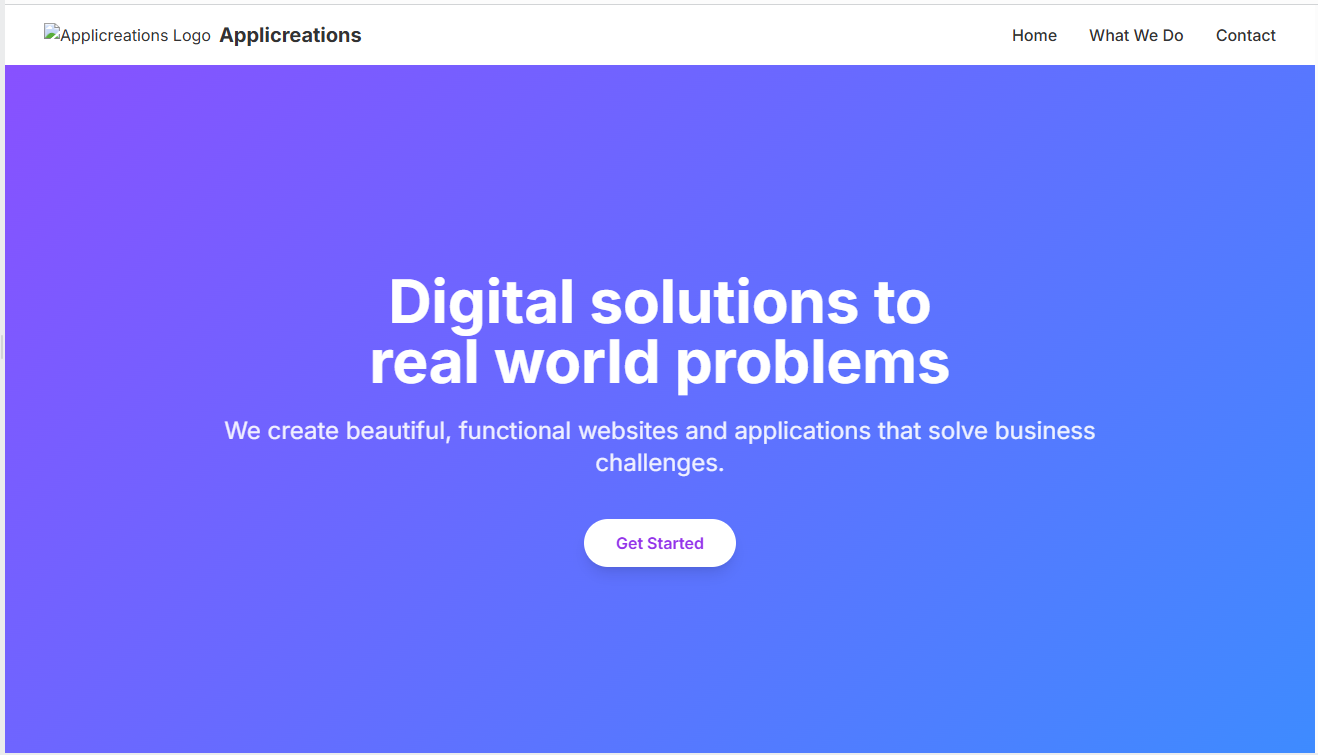 Applicreations Logo Applicreations Home What We Do Contact
Digital solutions to
real world problems
We create beautiful, functional websites and applications that solve business
challenges.
Get Started